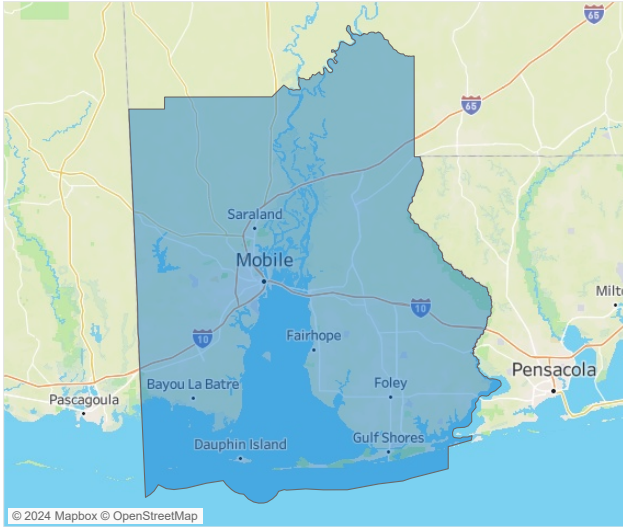 65
65
Saraland
Mobile
10
Milt
Fairhope
10
Pensacola
Bayou La Batre
Foley
Pascagoula
Gulf Shores
Dauphin Island
© 2024 Mapbox © OpenStreetMap